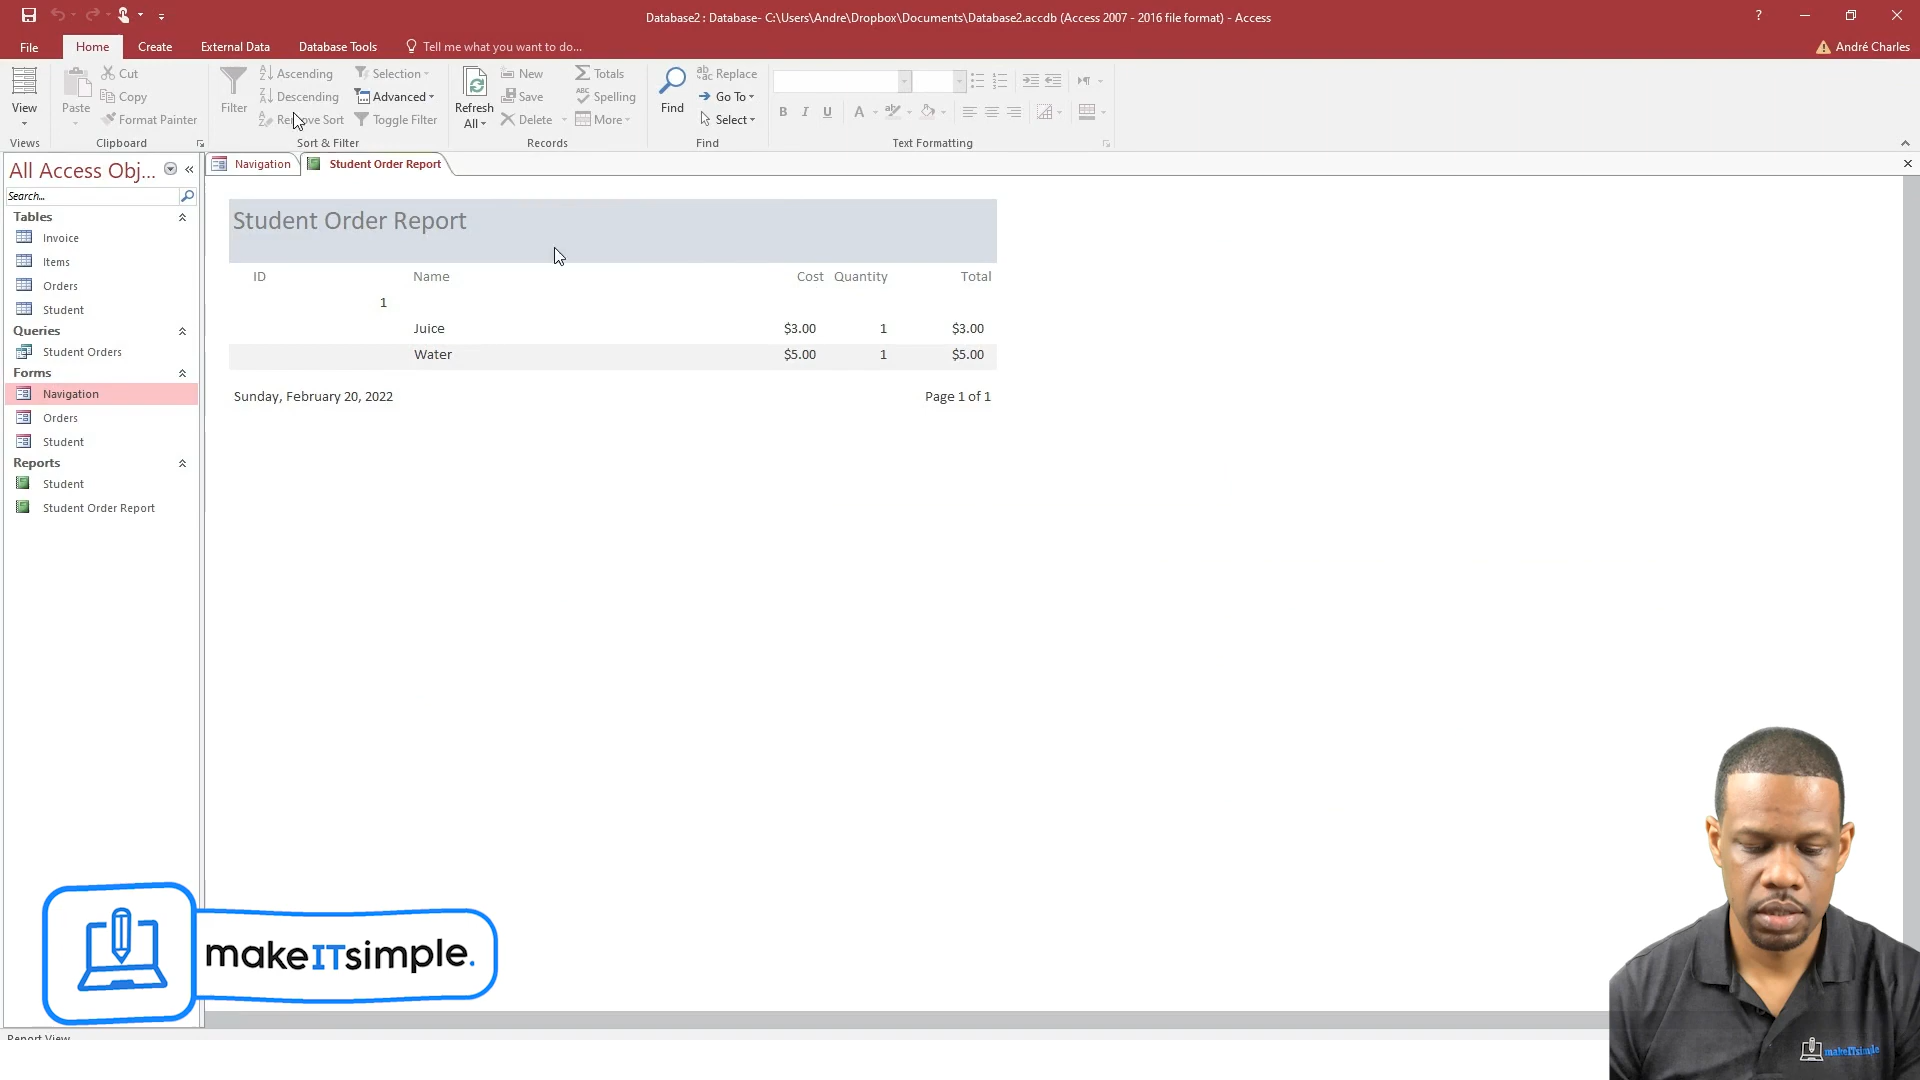 Database2 : Database- C:\Users\Andre\Dropbox\Documents\Database2.accdb (Access 2007 - 2016 file format) - Access
?
File Home Create External Data Database Tools Tell me what you want to do... André Charles
View
Views
Paste
Cut
Copy
Format Painter
Clipboard
Filter
Ascending
Descending
Remove Sort
Selection
Advanced
Toggle Filter
Sort & Filter
Refresh
All
New
Save
Delete
Totals
Spelling
More
Records
Find
Replace
Go To
Select
Find
B I U A
Text Formatting
All Access Obj...
Search...
Tables
Invoice
Items
Orders
Student
Queries
Student Orders
Forms
Navigation
Orders
Student
Reports
Student
Student Order Report
Navigation Student Order Report
Student Order Report
ID Name Cost Quantity Total
1
Juice $3.00 1 $3.00
Water $5.00 1 $5.00
Sunday, February 20, 2022 Page 1 of 1
makeITsimple.
Report View
makeITsimple